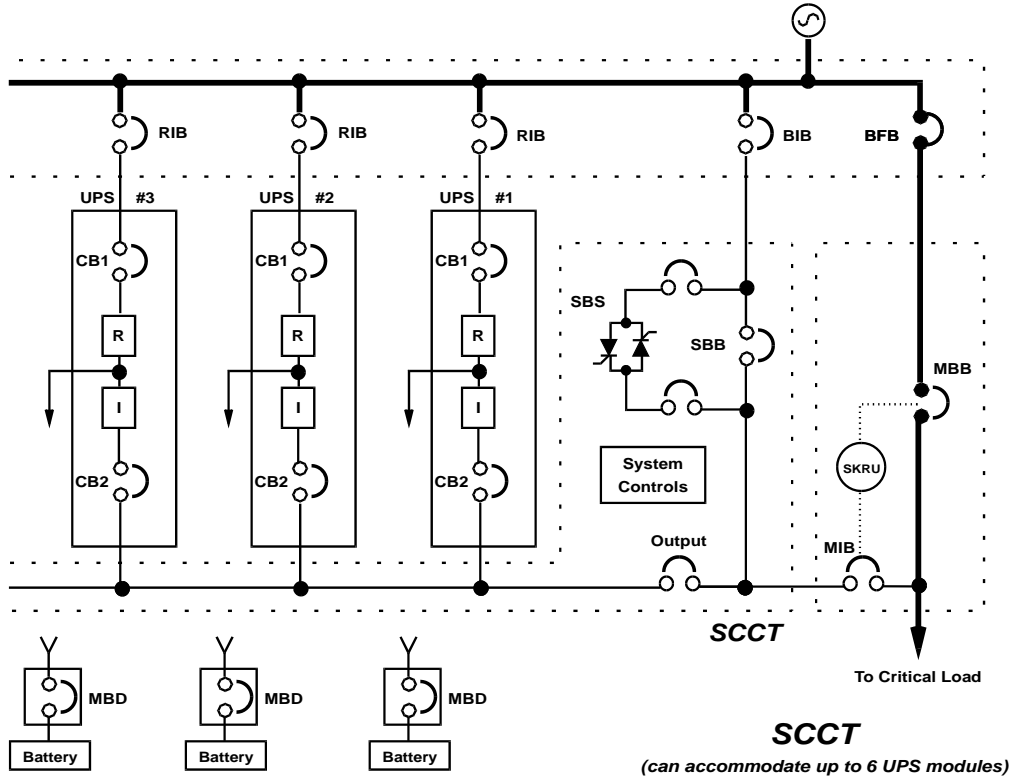 RIB
RIB
RIB
BIB
BFB
UPS #3
UPS #2
UPS #1
CB1
CB1
CB1
SBS
R
R
R
SBB
MBB
I
I
I
System
Controls
SKRU
CB2
CB2
CB2
Output
MIB
SCCT
To Critical Load
MBD
MBD
MBD
Battery
Battery
Battery
SCCT
(can accommodate up to 6 UPS modules)